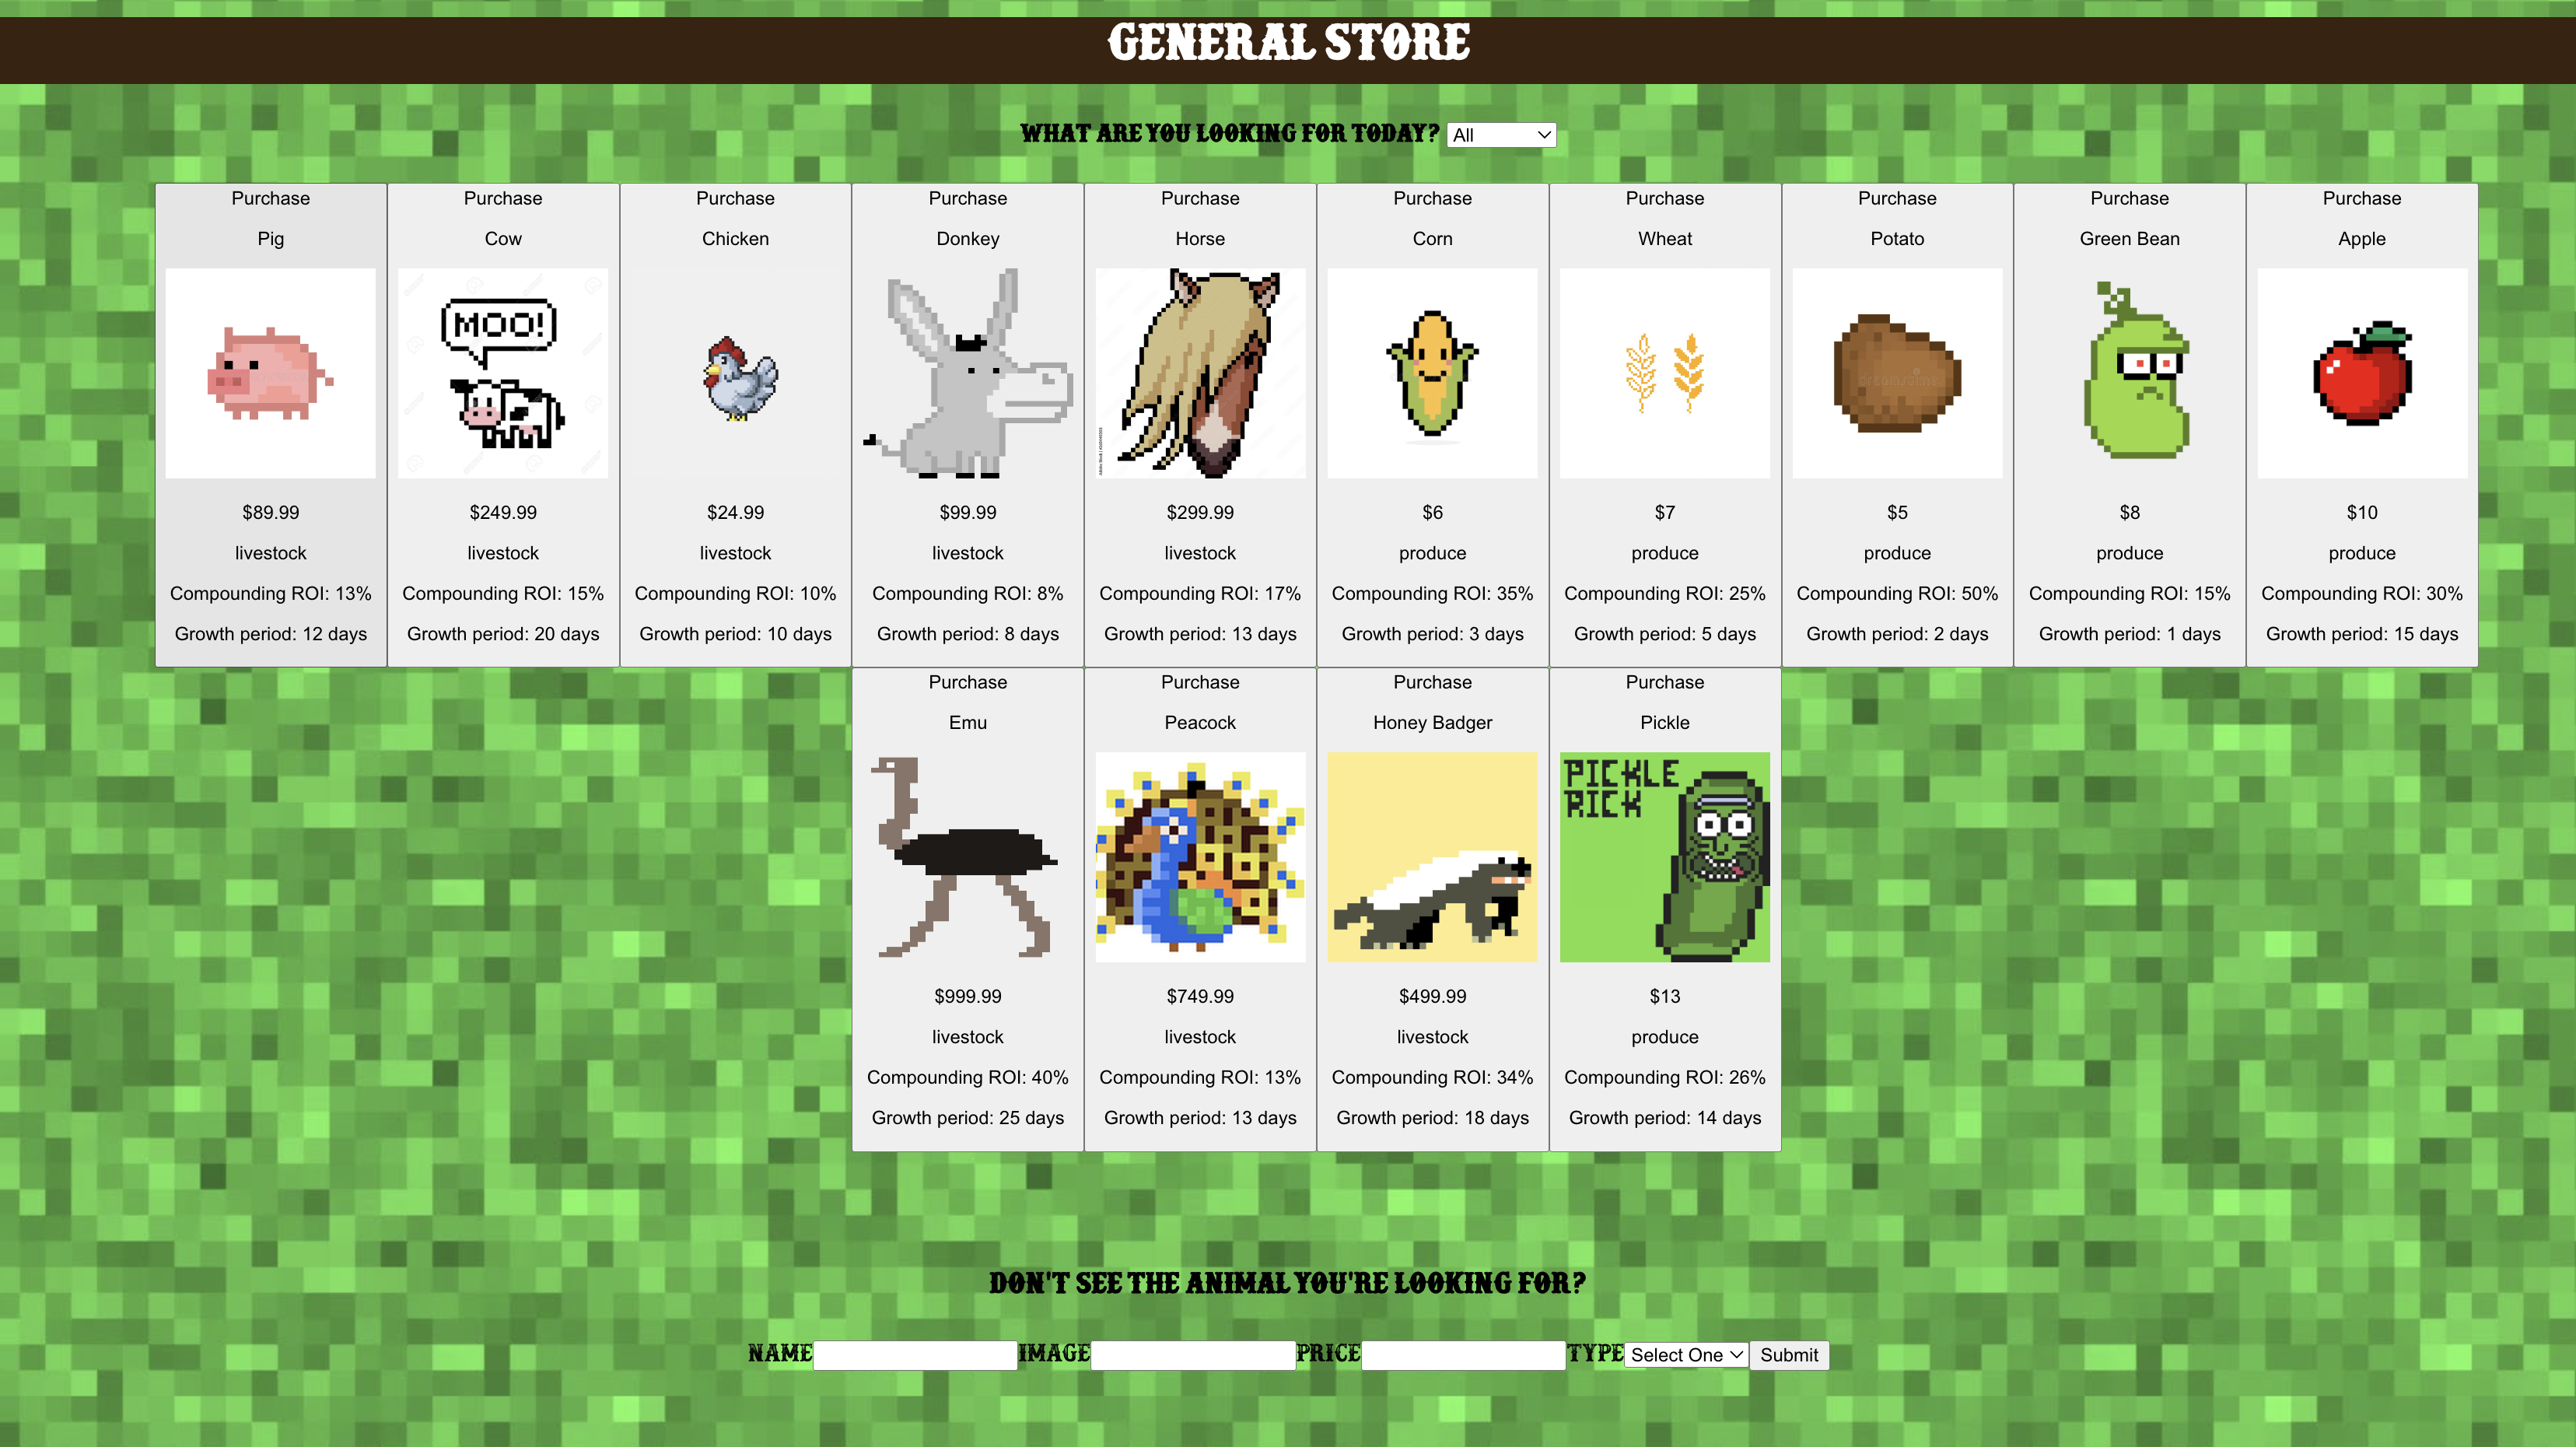 GENERAL STORE
WHAT ARE YOU LOOKING FOR TODAY? All
Purchase
Pig
$89.99
livestock
Compounding ROI: 13%
Growth period: 12 days
Purchase
Cow
MOO!
$249.99
livestock
Compounding ROI: 15%
Growth period: 20 days
Purchase
Chicken
$24.99
livestock
Compounding ROI: 10%
Growth period: 10 days
Purchase
Donkey
$99.99
livestock
Compounding ROI: 8%
Growth period: 8 days
Purchase
Horse
$299.99
livestock
Compounding ROI: 17%
Growth period: 13 days
Purchase
Corn
$6
produce
Compounding ROI: 35%
Growth period: 3 days
Purchase
Wheat
$7
produce
Compounding ROI: 25%
Growth period: 5 days
Purchase
Potato
dreamstime
$5
produce
Compounding ROI: 50%
Growth period: 2 days
Purchase
Green Bean
$8
produce
Compounding ROI: 15%
Growth period: 1 days
Purchase
Apple
$10
produce
Compounding ROI: 30%
Growth period: 15 days
Purchase
Emu
$999.99
livestock
Compounding ROI: 40%
Growth period: 25 days
Purchase
Peacock
$749.99
livestock
Compounding ROI: 13%
Growth period: 13 days
Purchase
Honey Badger
$499.99
livestock
Compounding ROI: 34%
Growth period: 18 days
Purchase
Pickle
PICKLE
RICK
$13
produce
Compounding ROI: 26%
Growth period: 14 days
DON'T SEE THE ANIMAL YOU'RE LOOKING FOR?
NAME IMAGE PRICE TYPE Select One Submit